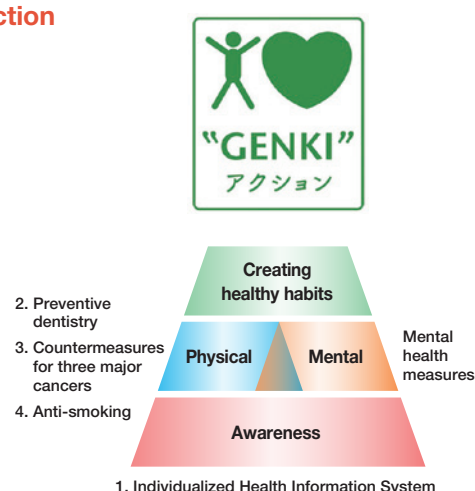 ction
"GENKI"
アクション
Creating
healthy habits
2. Preventive
dentistry
3. Countermeasures
for three major
cancers
4. Anti-smoking
Physical
Mental
Mental
health
measures
Awareness
1. Individualized Health Information System